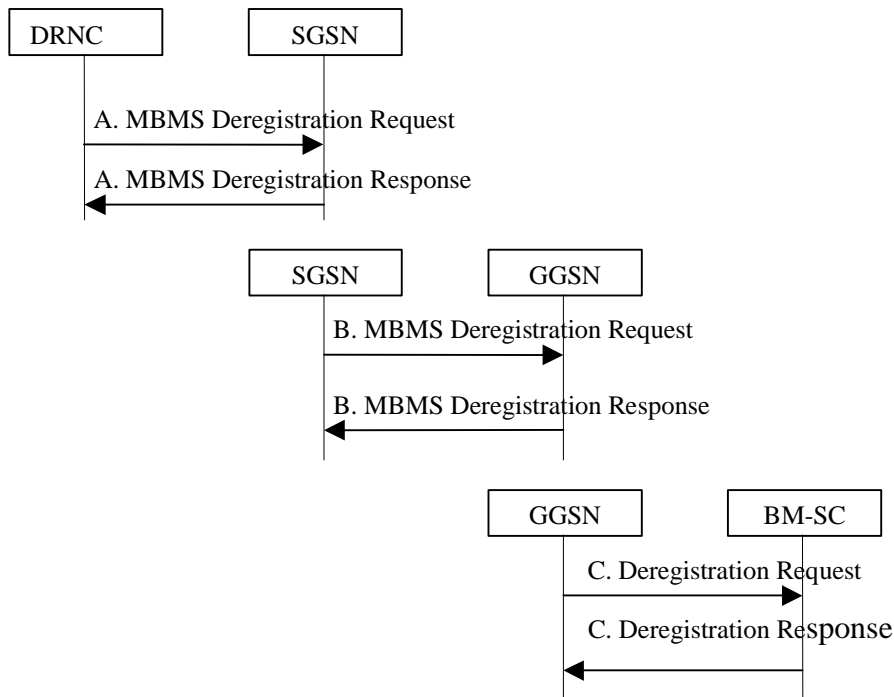 DRNC SGSN
A. MBMS Deregistration Request
A. MBMS Deregistration Response
SGSN GGSN
B. MBMS Deregistration Request
B. MBMS Deregistration Response
GGSN BM-SC
C. Deregistration Request
C. Deregistration Response